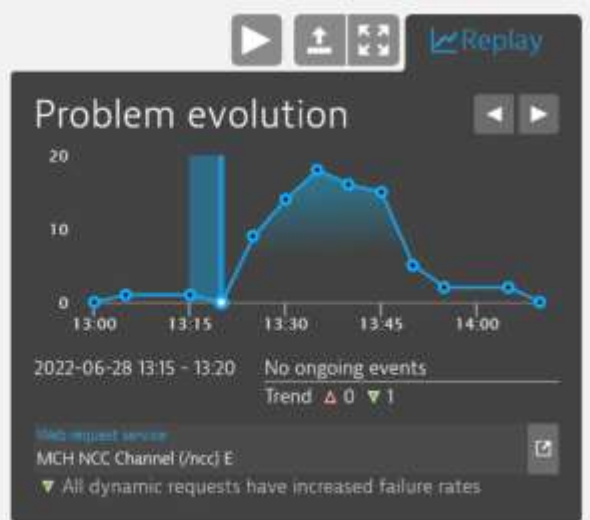 Replay
Problem evolution
20
10
0
13:00 13:15 13:30 13:45 14:00
2022-06-28 13:15 - 13:20 No ongoing events
Trend 0 1
Web request service
MCH NCC Channel (/ncc) E
All dynamic requests have increased failure rates